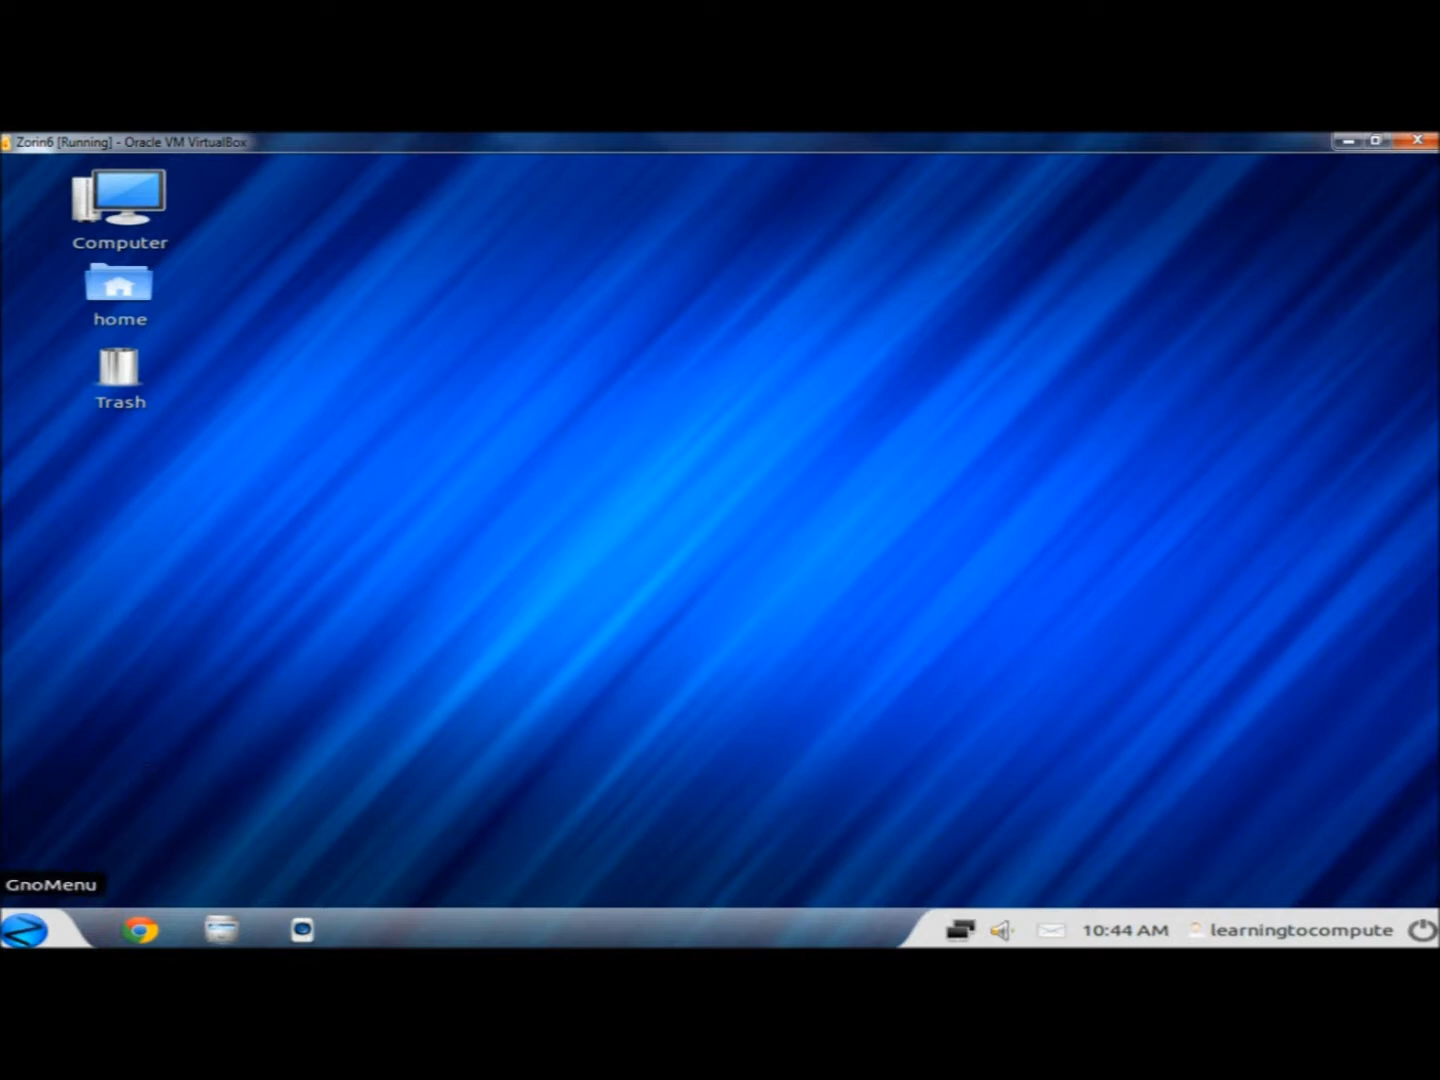 Zorin6 [Running] - Oracle VM VirtualBox
Computer
home
Trash
GnoMenu
10:44 AM
learningtocompute